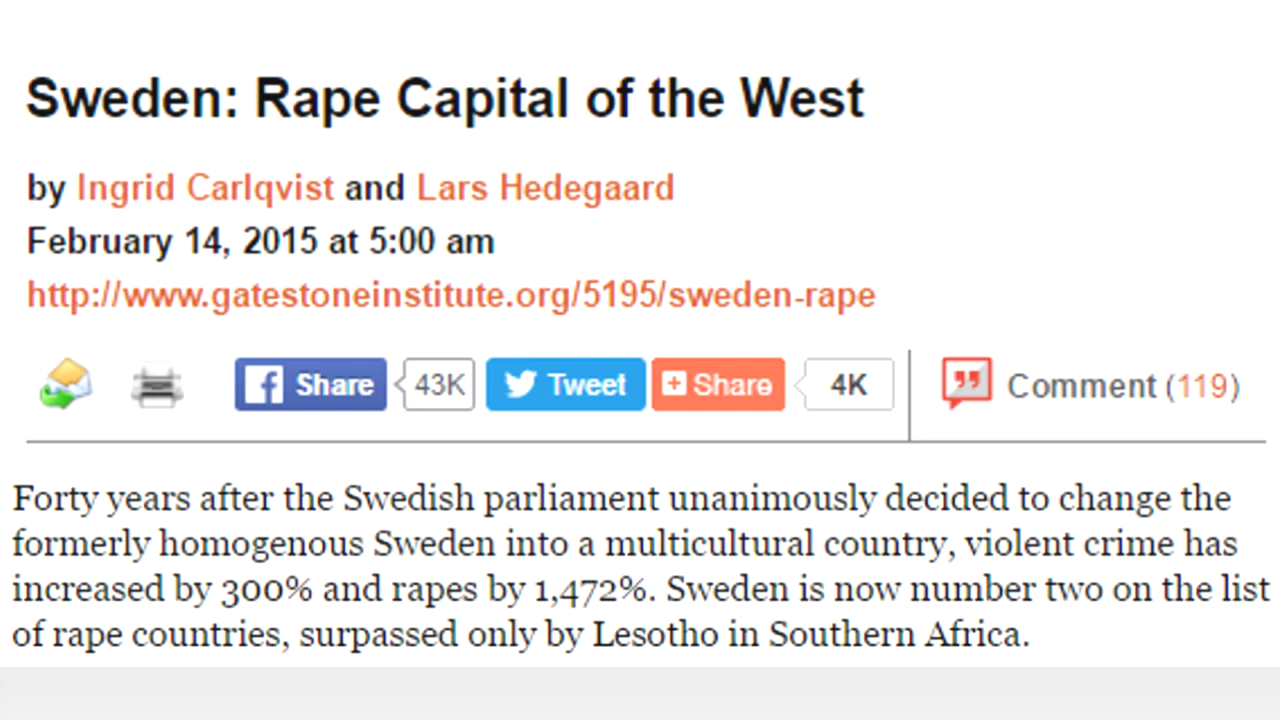 Sweden: Rape Capital of the West
by Ingrid Carlqvist and Lars Hedegaard
February 14, 2015 at 5:00 am
http://www.gatestoneinstitute.org/5195/sweden-rape
Share 43K Tweet Share 4K Comment (119)
Forty years after the Swedish parliament unanimously decided to change the
formerly homogenous Sweden into a multicultural country, violent crime has
increased by 300% and rapes by 1,472%. Sweden is now number two on the list
of rape countries, surpassed only by Lesotho in Southern Africa.